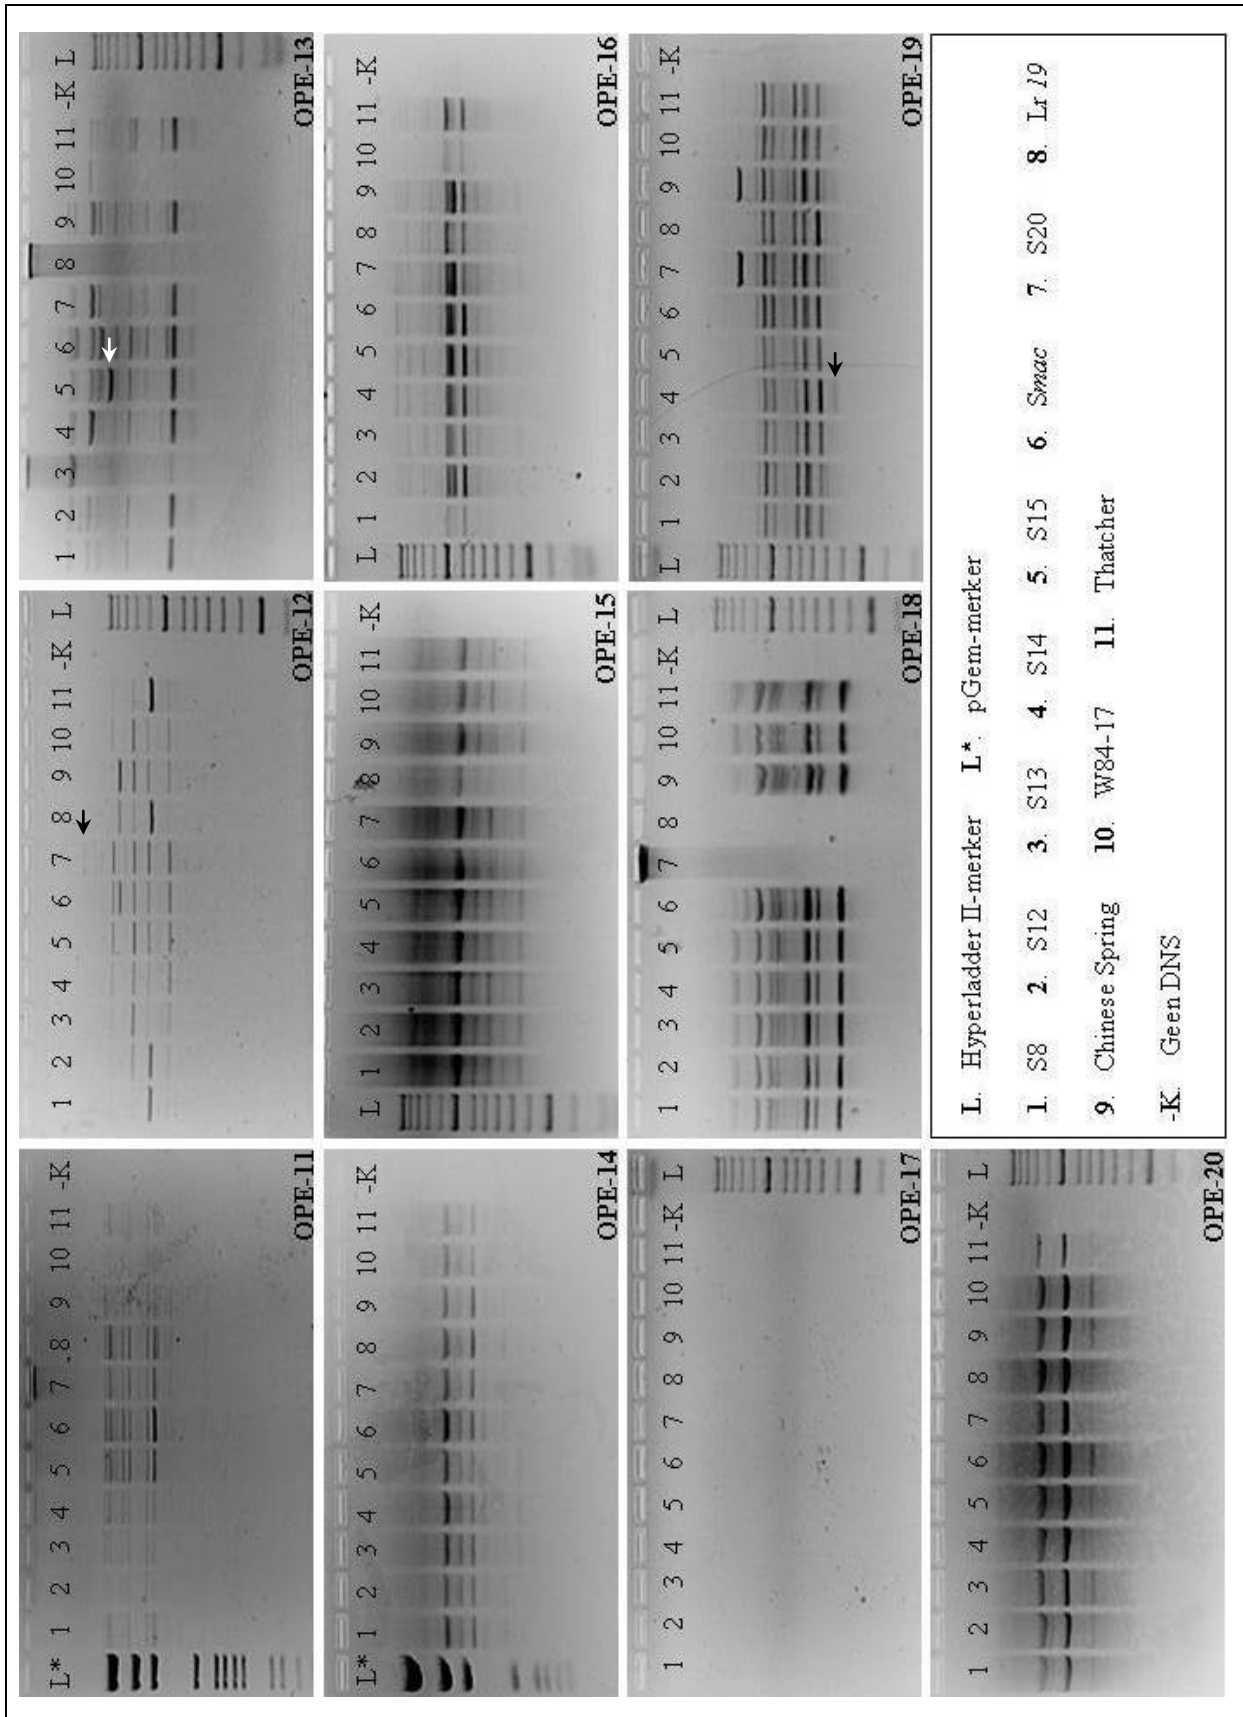 L* 1 2 3 4 5 6 7 8 9 10 11 -K
OPE-11
1 2 3 4 5 6 7 8 9 10 11 -K L
OPE-12
1 2 3 4 5 6 7 8 9 10 11 -K L
OPE-13
L* 1 2 3 4 5 6 7 8 9 10 11 -K
OPE-14
L 1 2 3 4 5 6 7 8 9 10 11 -K
OPE-15
L 1 2 3 4 5 6 7 8 9 10 11 -K
OPE-16
1 2 3 4 5 6 7 8 9 10 11 -K L
OPE-17
1 2 3 4 5 6 7 8 9 10 11 -K L
OPE-18
L 1 2 3 4 5 6 7 8 9 10 11 -K
OPE-19
1 2 3 4 5 6 7 8 9 10 11 -K L
OPE-20
L. Hyperladder II-merker L*. pGem-merker
1. S8 2. S12 3. S13 4. S14 5. S15 6. Smac 7. S20 8. Lr 19
9. Chinese Spring 10. W84-17 11. Thatcher
-K. Geen DNS